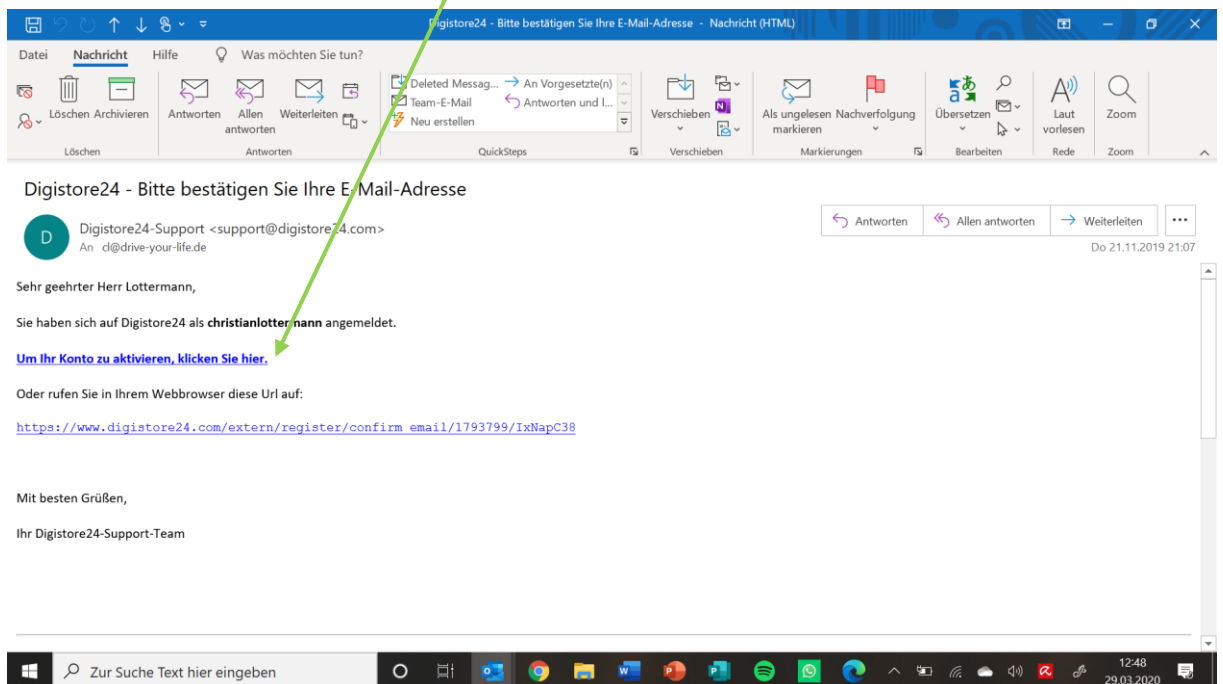 Digistore24 - Bitte bestätigen Sie Ihre E-Mail-Adresse - Nachricht (HTML)
Datei Nachricht Hilfe Was möchten Sie tun?
Löschen Archivieren
Antworten Allen antworten Weiterleiten
Deleted Messag... An Vorgesetzte(n)
Team-E-Mail Antworten und l...
Neu erstellen
Verschieben
Als ungelesen markieren Nachverfolgung
Übersetzen
Laut vorlesen
Zoom
Löschen Antworten QuickSteps Verschieben Markierungen Bearbeiten Rede Zoom
Digistore24 - Bitte bestätigen Sie Ihre E-Mail-Adresse
D
Digistore24-Support <support@digistore24.com>
An cl@drive-your-life.de
Antworten Allen antworten Weiterleiten
Do 21.11.2019 21:07
Sehr geehrter Herr Lottermann,
Sie haben sich auf Digistore24 als christianlottermann angemeldet.
Um Ihr Konto zu aktivieren, klicken Sie hier.
Oder rufen Sie in Ihrem Webbrowser diese Url auf:
https://www.digistore24.com/extern/register/confirm_email/1793799/IxNapC38
Mit besten Grüßen,
Ihr Digistore24-Support-Team
Zur Suche Text hier eingeben
12:48
29.03.2020